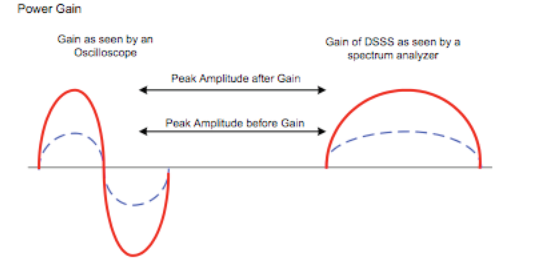 Power Gain
Gain as seen by an
Oscilloscope
Gain of DSSS as seen by a
spectrum analyzer
Peak Amplitude after Gain
Peak Amplitude before Gain